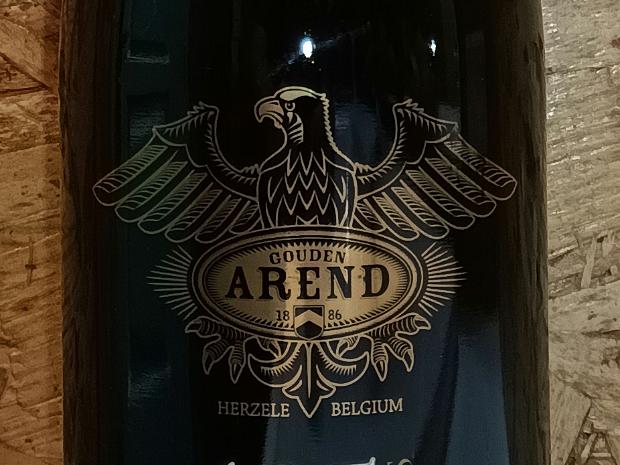 GOUDEN
AREND
18 86
HERZELE BELGIUM